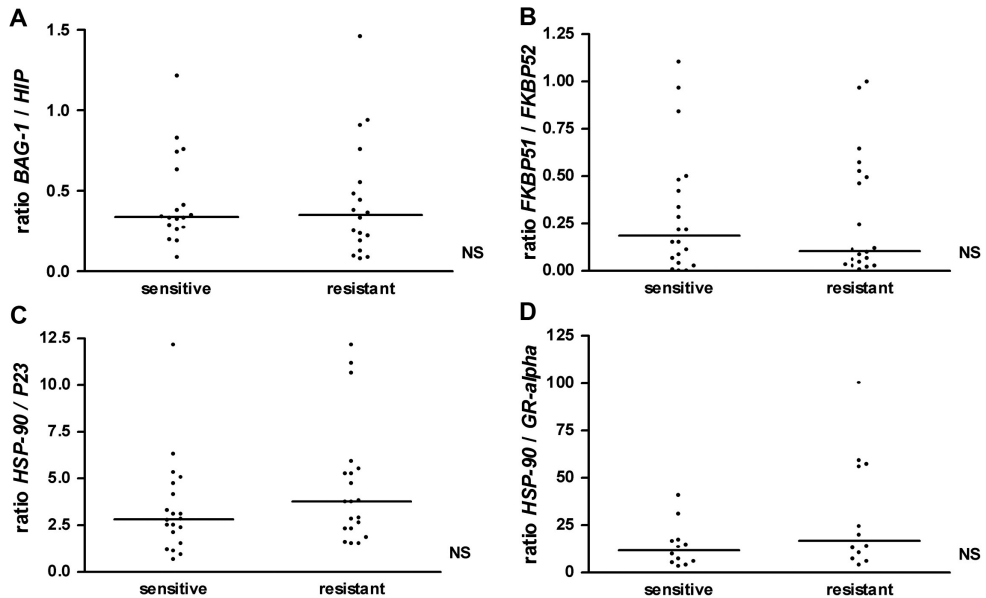 A
ratio BAG-1 / HIP
1.5
1.0
0.5
0.0
sensitive
resistant
NS
B
ratio FKBP51 / FKBP52
1.25
1.00
0.75
0.50
0.25
0.00
sensitive
resistant
NS
C
ratio HSP-90 / P23
12.5
10.0
7.5
5.0
2.5
0.0
sensitive
resistant
NS
D
ratio HSP-90 / GR-alpha
125
100
75
50
25
0
sensitive
resistant
NS